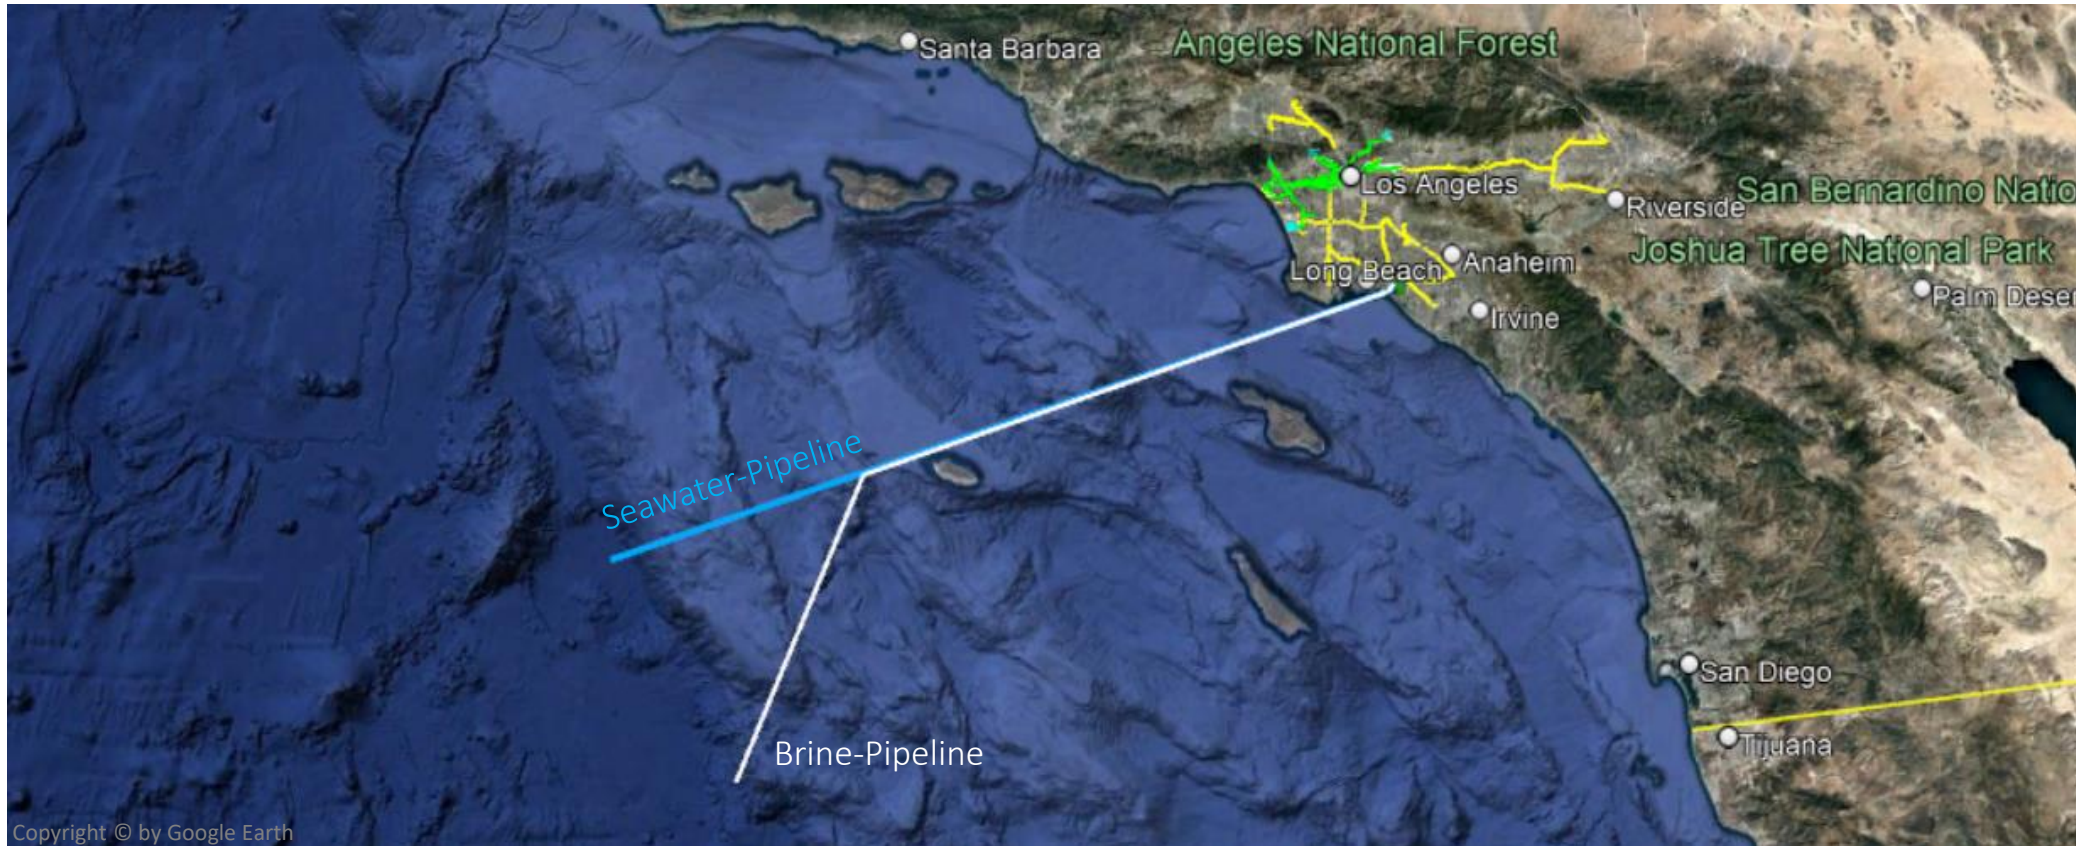 Santa Barbara
Angeles National Forest
Los Angeles
San Bernardino Natio
Riverside
Joshua Tree National Park
Long Beach
Anaheim
Palm Deser
Irvine
Seawater-Pipeline
San Diego
Tijuana
Brine-Pipeline
Copyright © by Google Earth